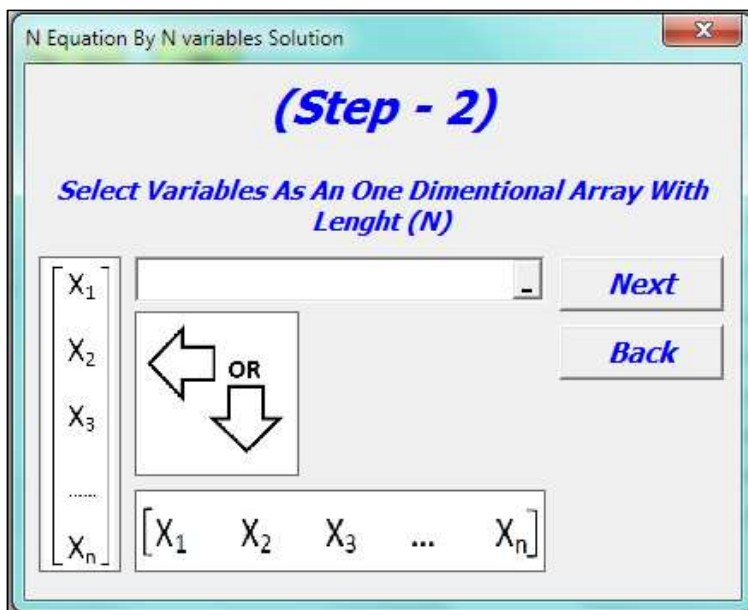 N Equation By N variables Solution
(Step - 2)
Select Variables As An One Dimentional Array With
Lenght (N)
X₁
X₂
X₃
......
Xₙ
Next
Back
OR
[X₁ X₂ X₃ ... Xₙ]